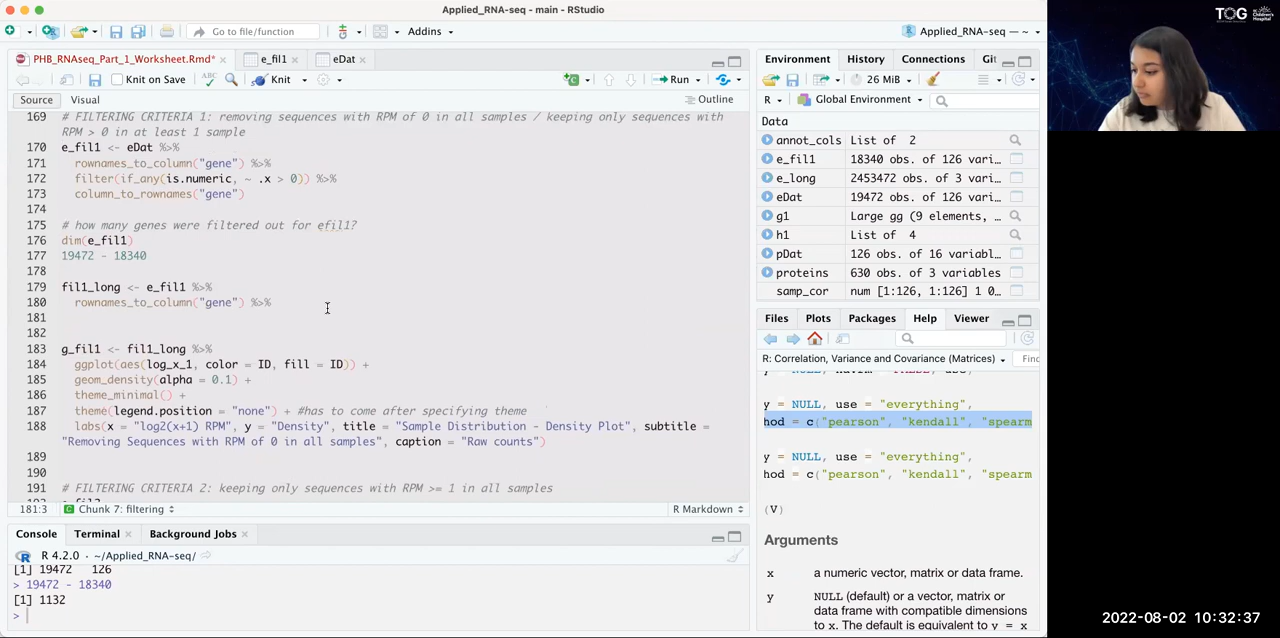 Applied_RNA-seq - main - RStudio
Go to file/function
Addins
Applied_RNA-seq — ~
PHB_RNAseq_Part_1_Worksheet.Rmd*
e_fil1
eDat
Knit on Save
ABC
Knit
Run
Source
Visual
Outline
169 # FILTERING CRITERIA 1: removing sequences with RPM of 0 in all samples / keeping only sequences with
RPM > 0 in at least 1 sample
170 e_fil1 <- eDat %>%
171 rownames_to_column("gene") %>%
172 filter(if_any(is.numeric, ~ .x > 0)) %>%
173 column_to_rownames("gene")
174
175 # how many genes were filtered out for efil1?
176 dim(e_fil1)
177 19472 - 18340
178
179 fil1_long <- e_fil1 %>%
180 rownames_to_column("gene") %>%
181
182
183 g_fil1 <- fil1_long %>%
184 ggplot(aes(log_x_1, color = ID, fill = ID)) +
185 geom_density(alpha = 0.1) +
186 theme_minimal() +
187 theme(legend.position = "none") + #has to come after specifying theme
188 labs(x = "log2(x+1) RPM", y = "Density", title = "Sample Distribution - Density Plot", subtitle =
"Removing Sequences with RPM of 0 in all samples", caption = "Raw counts")
189
190
191 # FILTERING CRITERIA 2: keeping only sequences with RPM >= 1 in all samples
181:3
Chunk 7: filtering
R Markdown
Console
Terminal
Background Jobs
R 4.2.0 · ~/Applied_RNA-seq/
[1] 19472 126
> 19472 - 18340
[1] 1132
>
Environment
History
Connections
Git
26 MiB
R
Global Environment
Data
annot_cols List of 2
e_fil1 18340 obs. of 126 vari…
e_long 2453472 obs. of 3 vari…
eDat 19472 obs. of 126 vari…
g1 Large gg (9 elements, …
h1 List of 4
pDat 126 obs. of 16 variabl…
proteins 630 obs. of 3 variables
samp_cor num [1:126, 1:126] 1 0…
Files
Plots
Packages
Help
Viewer
R: Correlation, Variance and Covariance (Matrices)
Find
y = NULL, use = "everything",
hod = c("pearson", "kendall", "spearm
y = NULL, use = "everything",
hod = c("pearson", "kendall", "spearm
(V)
Arguments
x a numeric vector, matrix or data frame.
y NULL (default) or a vector, matrix or
data frame with compatible dimensions
to x. The default is equivalent to y = x
TOG
2022-08-02 10:32:37